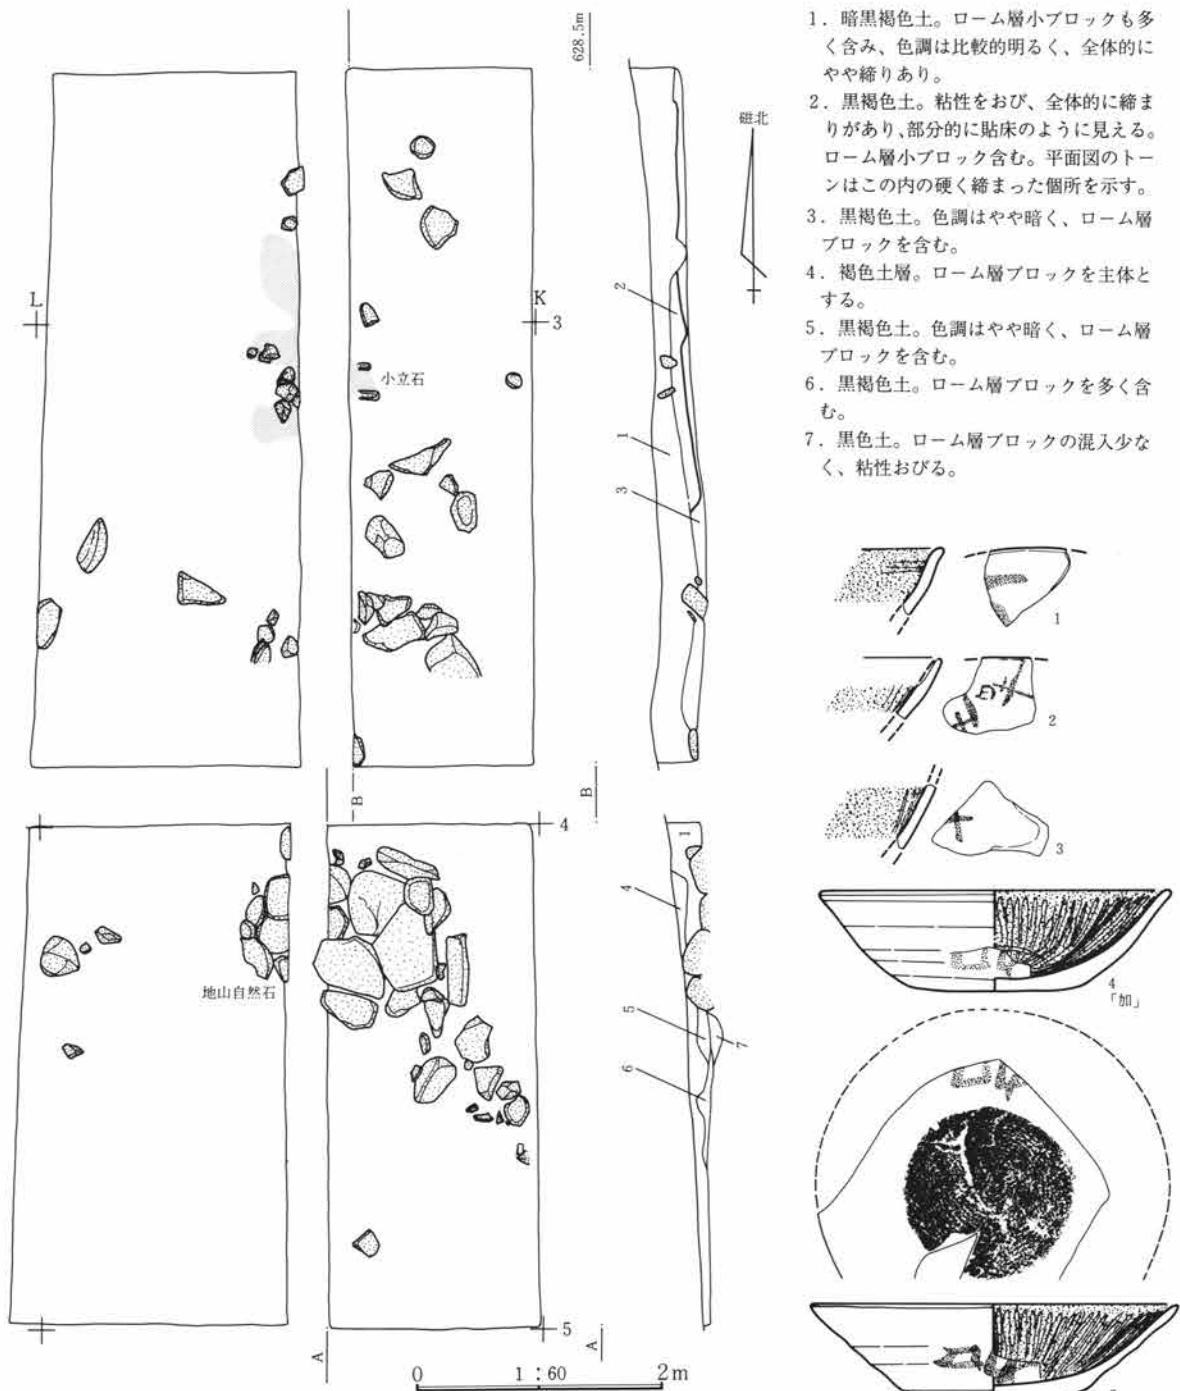 1．暗黒褐色土。ローム層小ブロックも多
く含み、色調は比較的明るく、全体的に
やや締りあり。
2．黒褐色土。粘性をおび、全体的に締ま
りがあり、部分的に貼床のように見える。
ローム層小ブロック含む。平面図のトー
ンはこの内の硬く締まった個所を示す。
3．黒褐色土。色調はやや暗く、ローム層
ブロックを含む。
4．褐色土層。ローム層ブロックを主体と
する。
5．黒褐色土。色調はやや暗く、ローム層
ブロックを含む。
6．黒褐色土。ローム層ブロックを多く含
む。
7．黒色土。ローム層ブロックの混入少な
く、粘性おびる。
628.5m
磁北
L
K
3
小立石
2
1
3
B
B
4
1
4
地山自然石
5
7
6
5
A
A
0
1：60
2m
1
2
3
4
「加」